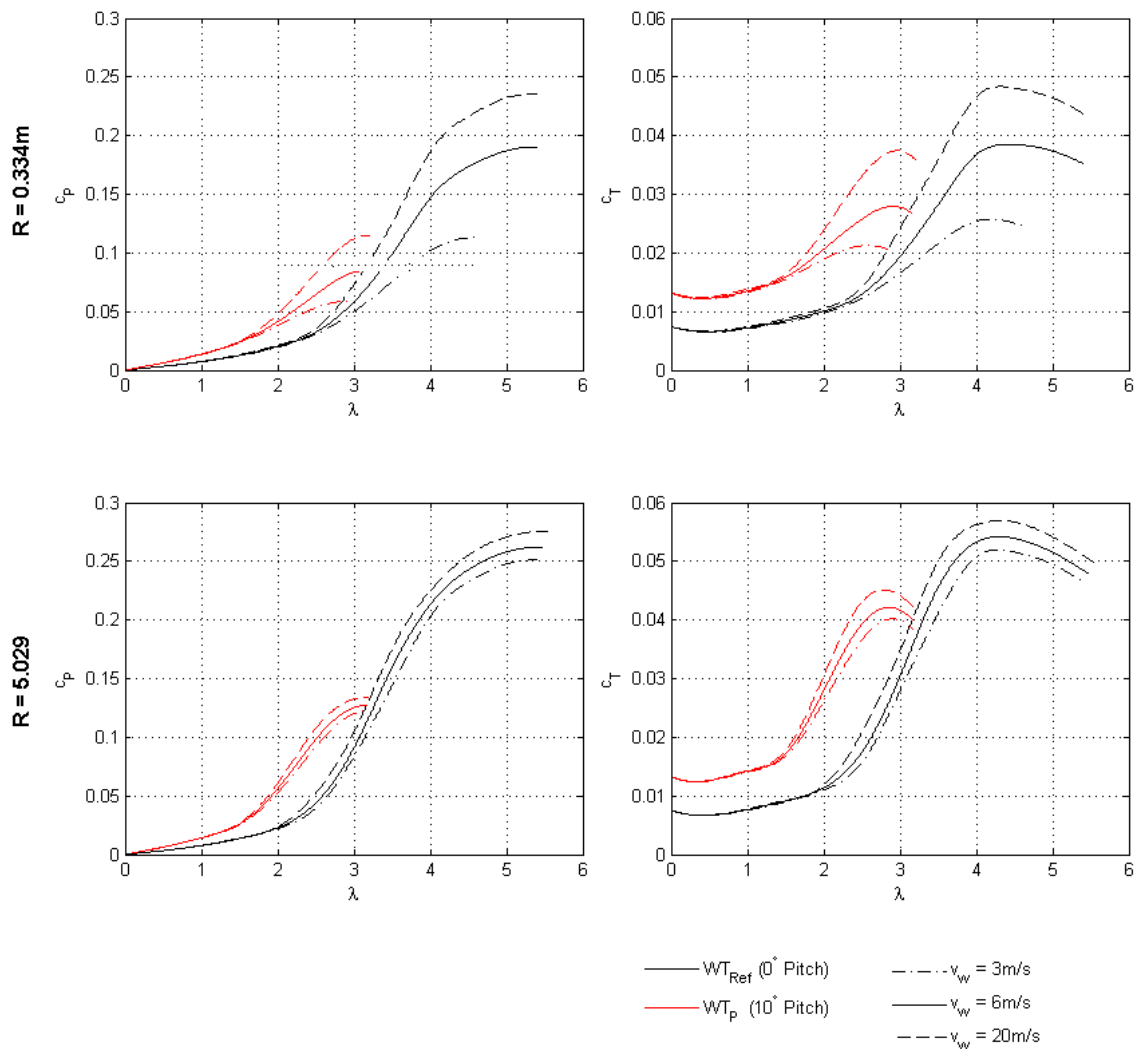 R = 0.334m
0.3
0.25
0.2
0.15
0.1
0.05
0
c_P
0 1 2 3 4 5 6
λ
0.06
0.05
0.04
0.03
0.02
0.01
0
c_T
0 1 2 3 4 5 6
λ
R = 5.029
0.3
0.25
0.2
0.15
0.1
0.05
0
c_P
0 1 2 3 4 5 6
λ
0.06
0.05
0.04
0.03
0.02
0.01
0
c_T
0 1 2 3 4 5 6
λ
WT_Ref (0° Pitch)
WT_P (10° Pitch)
v_w = 3m/s
v_w = 6m/s
v_w = 20m/s